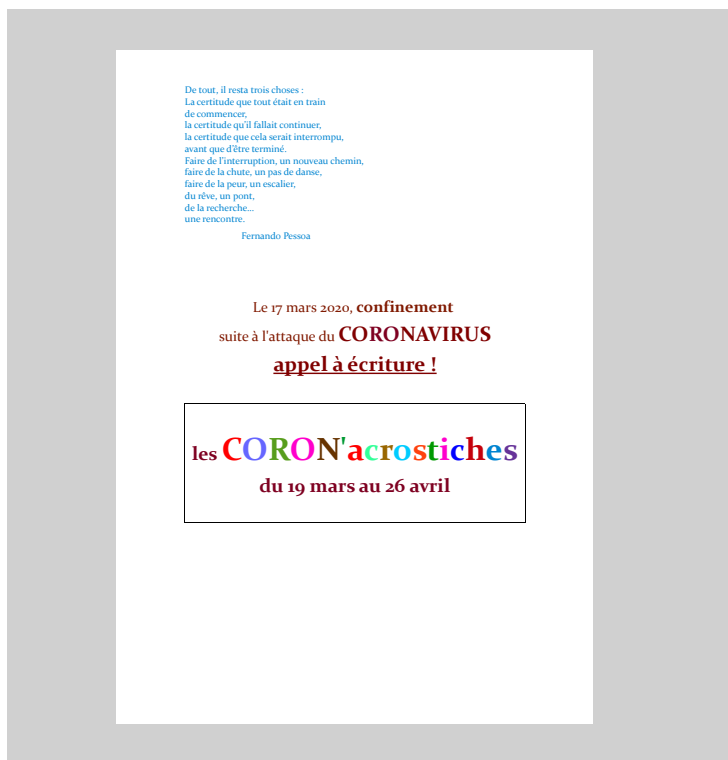 De tout, il resta trois choses :
La certitude que tout était en train
de commencer,
la certitude qu'il fallait continuer,
la certitude que cela serait interrompu,
avant que d'être terminé.
Faire de l'interruption, un nouveau chemin,
faire de la chute, un pas de danse,
faire de la peur, un escalier,
du rêve, un pont,
de la recherche...
une rencontre.
Fernando Pessoa
Le 17 mars 2020, confinement
suite à l'attaque du CORONAVIRUS
appel à écriture !
les CORON'acrostiches
du 19 mars au 26 avril